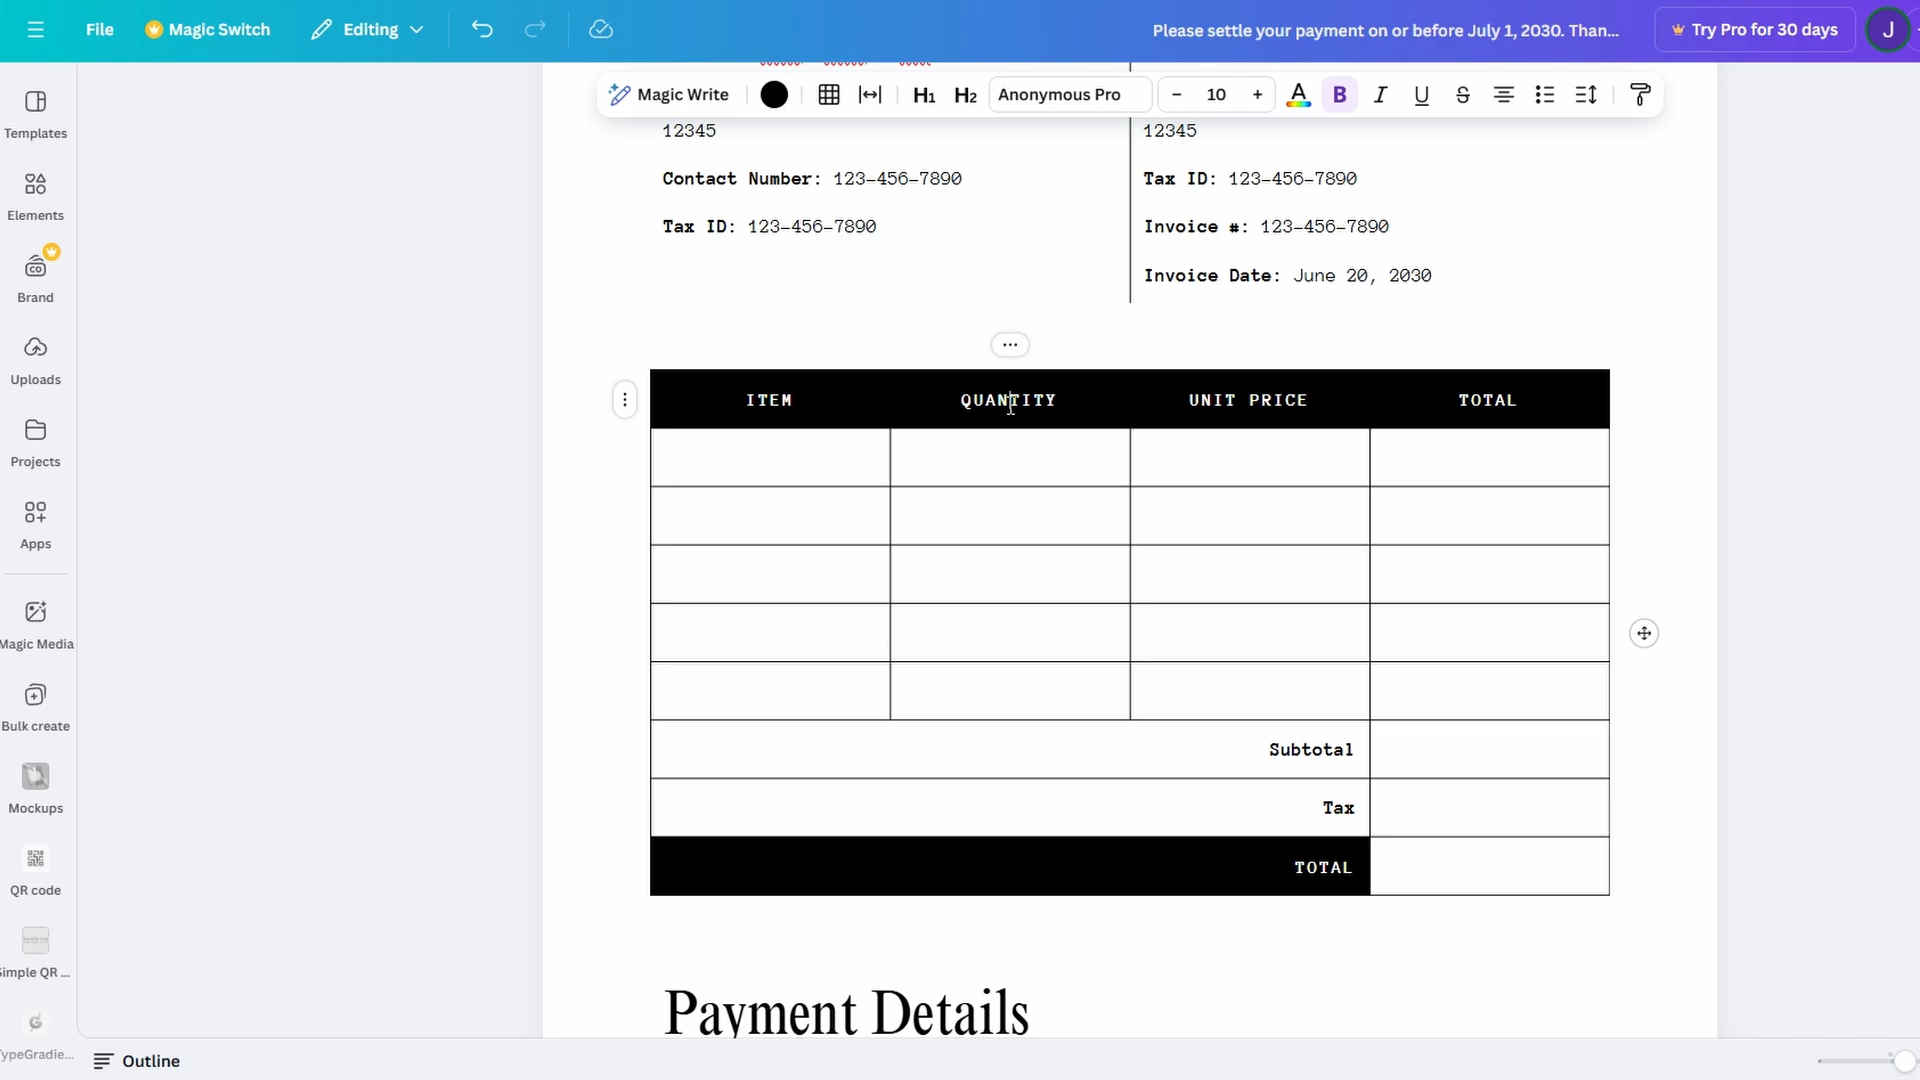 File
Magic Switch
Editing
Please settle your payment on or before July 1, 2030. Than...
Try Pro for 30 days
J
Templates
Elements
Brand
Uploads
Projects
Apps
Magic Media
Bulk create
Mockups
QR code
Simple QR ...
TypeGradie...
Magic Write
H1
H2
Anonymous Pro
− 10 +
A
B
I
U
S
12345
Contact Number: 123-456-7890
Tax ID: 123-456-7890
12345
Tax ID: 123-456-7890
Invoice #: 123-456-7890
Invoice Date: June 20, 2030
ITEM QUANTITY UNIT PRICE TOTAL
Subtotal
Tax
TOTAL
Payment Details
Outline